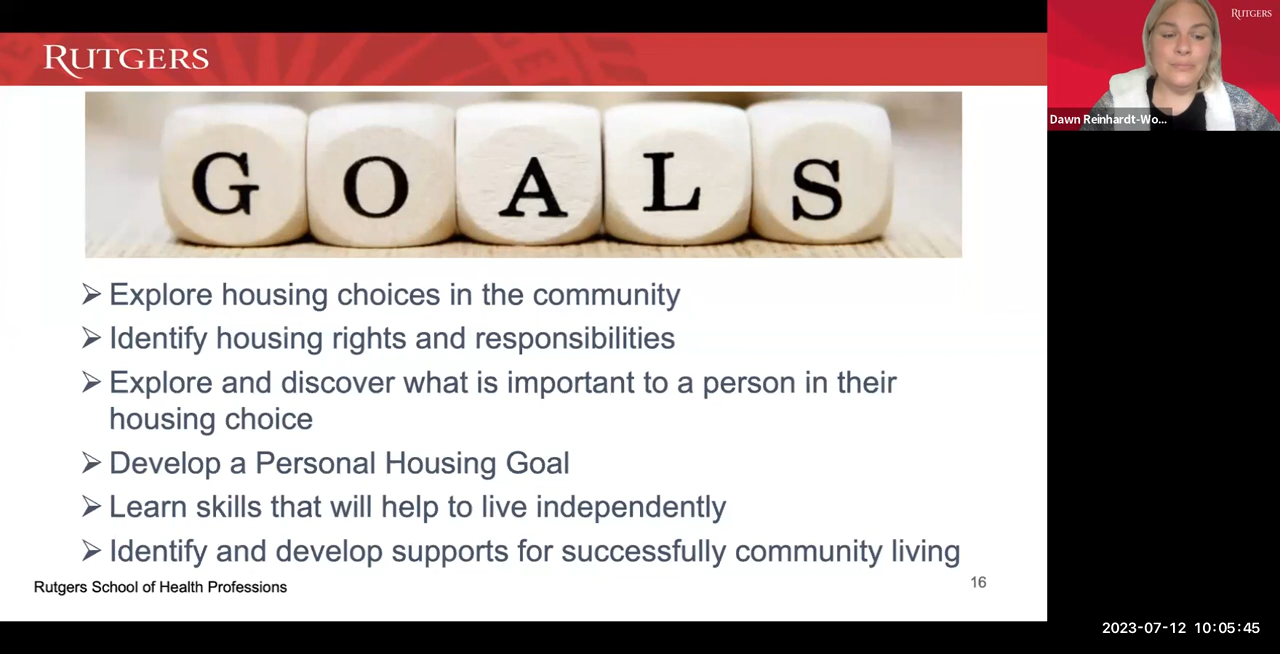 RUTGERS
RUTGERS
Dawn Reinhardt-Wo...
GOALS
➢ Explore housing choices in the community
➢ Identify housing rights and responsibilities
➢ Explore and discover what is important to a person in their
housing choice
➢ Develop a Personal Housing Goal
➢ Learn skills that will help to live independently
➢ Identify and develop supports for successfully community living
Rutgers School of Health Professions
16
2023-07-12 10:05:45